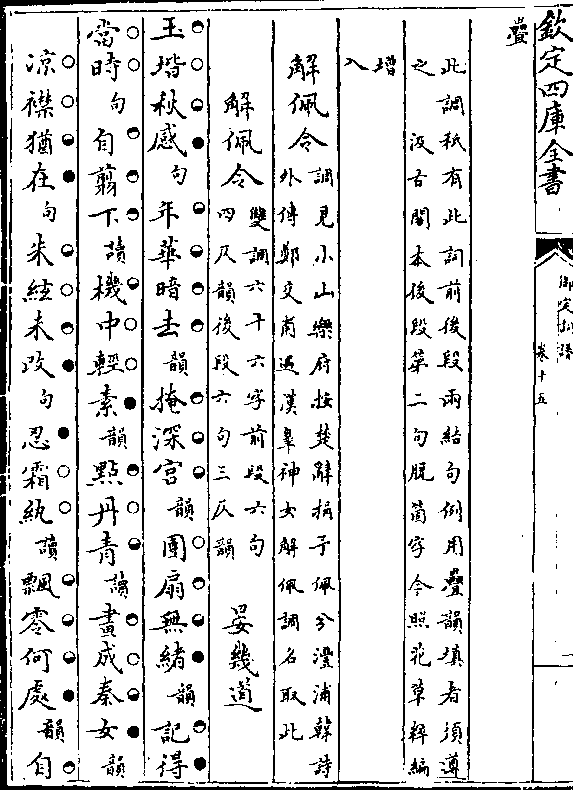 欽定四庫全書
御定詞譜
卷十五
一
疊
此調秖有此詞前後段兩結句例用疊韻填者須遵
之 汲古閣本後段第二句脫箇字今照花草粹編
增入
解佩令 調見小山樂府按楚辭捐予佩兮澧浦韓詩
外傳鄭交甫遇漢臯神女解佩調名取此
解佩令 雙調六十六字前段六句
四仄韻後段六句三仄韻 晏幾道
玉堦秋感句年華暗去韻掩深宮韻團扇無緒韻記得
當時句自翦下讀機中輕素韻點丹青讀畫成秦女韻
涼襟猶在句朱絃未改句忍霜紈讀飄零何處韻自